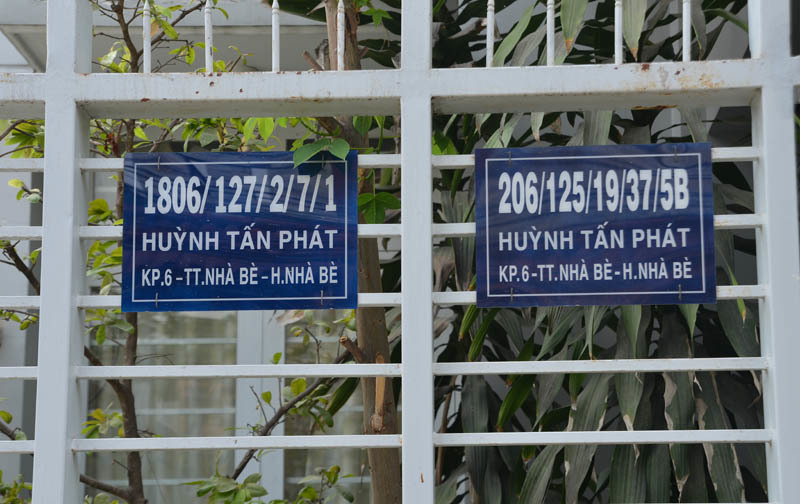 1806/127/2/7/1
HUỲNH TẤN PHÁT
KP.6 -TT.NHÀ BÈ - H.NHÀ BÈ
206/125/19/37/5B
HUỲNH TẤN PHÁT
KP.6 -TT.NHÀ BÈ - H.NHÀ BÈ